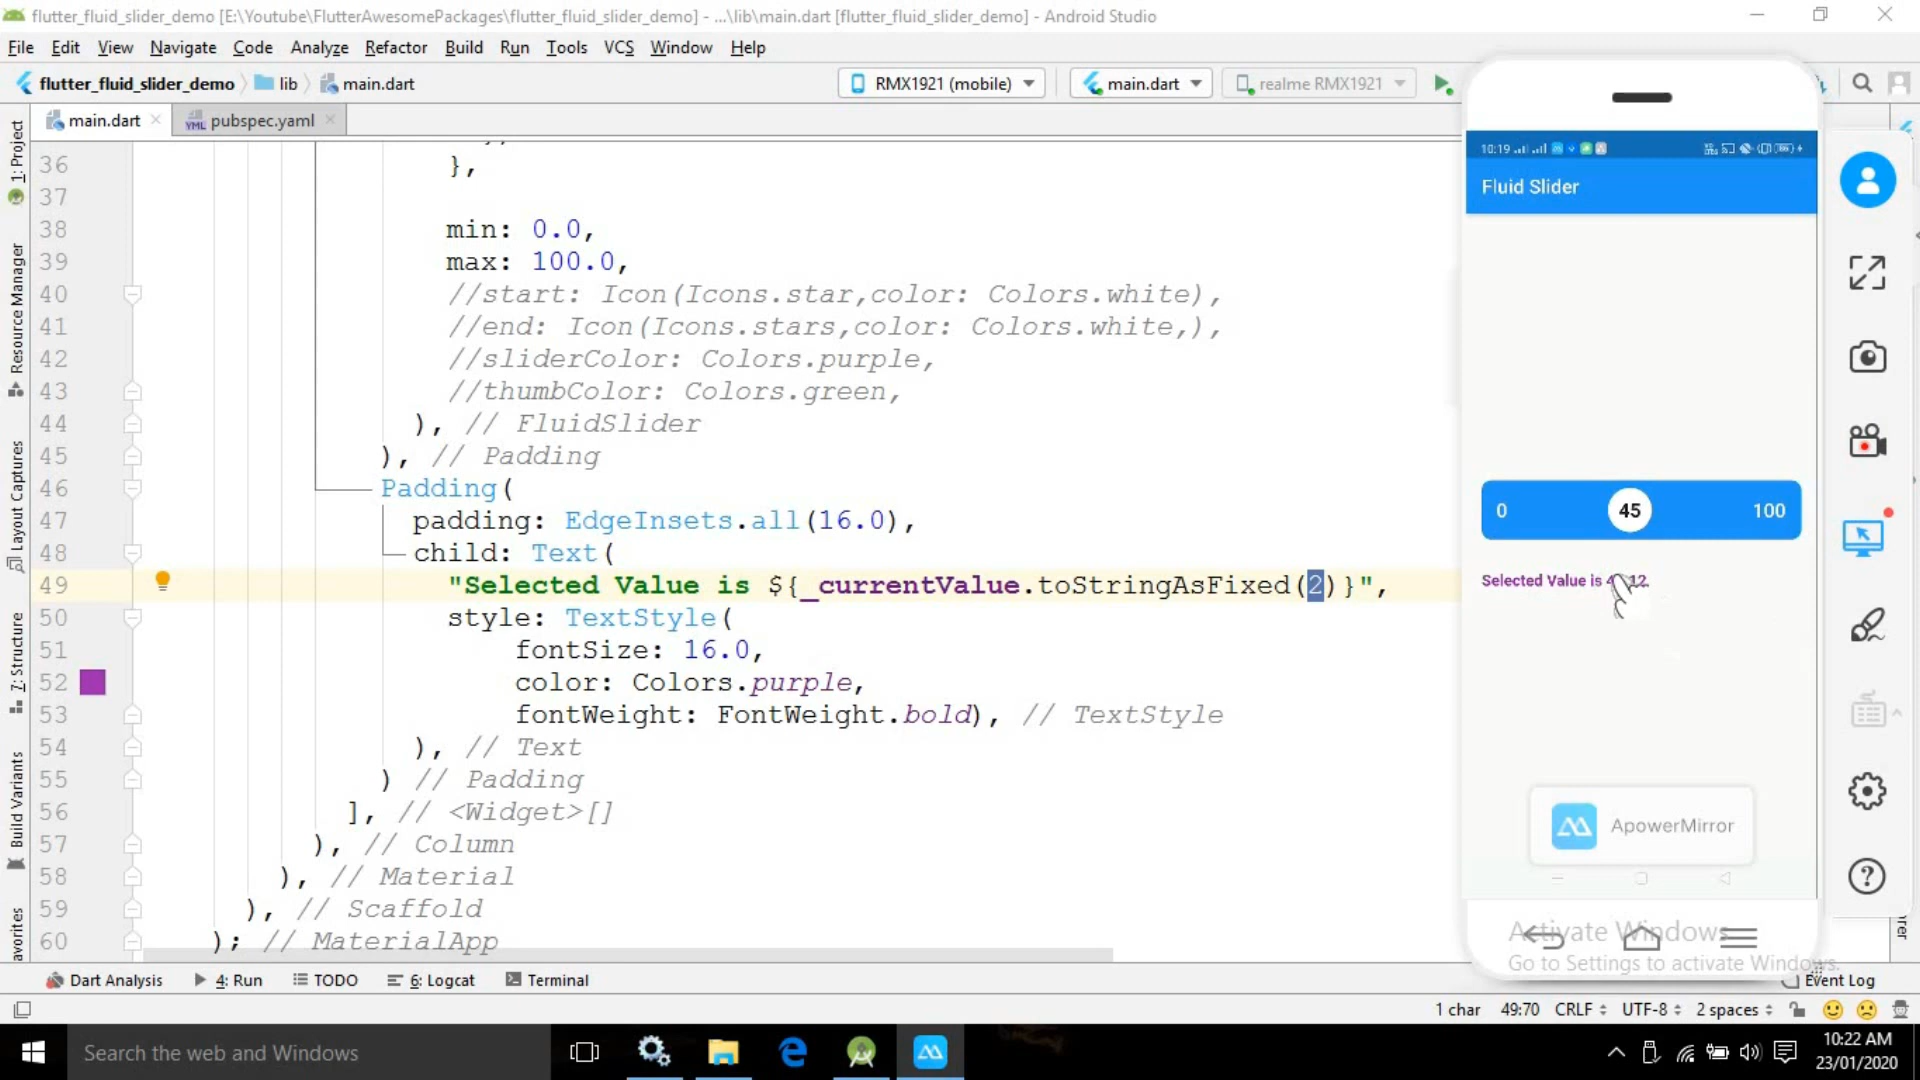 flutter_fluid_slider_demo [E:\Youtube\FlutterAwesomePackages\flutter_fluid_slider_demo] - ...\lib\main.dart [flutter_fluid_slider_demo] - Android Studio
File Edit View Navigate Code Analyze Refactor Build Run Tools VCS Window Help
flutter_fluid_slider_demo lib main.dart
RMX1921 (mobile) main.dart realme RMX1921
main.dart pubspec.yaml
1: Project
Resource Manager
Layout Captures
7: Structure
Build Variants
avorites
36 },
37
38 min: 0.0,
39 max: 100.0,
40 //start: Icon(Icons.star,color: Colors.white),
41 //end: Icon(Icons.stars,color: Colors.white,),
42 //sliderColor: Colors.purple,
43 //thumbColor: Colors.green,
44 ), // FluidSlider
45 ), // Padding
46 Padding(
47 padding: EdgeInsets.all(16.0),
48 child: Text(
49 "Selected Value is ${_currentValue.toStringAsFixed(2)}",
50 style: TextStyle(
51 fontSize: 16.0,
52 color: Colors.purple,
53 fontWeight: FontWeight.bold), // TextStyle
54 ), // Text
55 ) // Padding
56 ], // <Widget>[]
57 ), // Column
58 ), // Material
59 ), // Scaffold
60 ); // MaterialApp
10:19
Fluid Slider
0 45 100
Selected Value is
ApowerMirror
Activate Windows
Go to Settings to activate Windows.
Dart Analysis 4: Run TODO 6: Logcat Terminal Event Log
1 char 49:70 CRLF UTF-8 2 spaces
Search the web and Windows
10:22 AM
23/01/2020